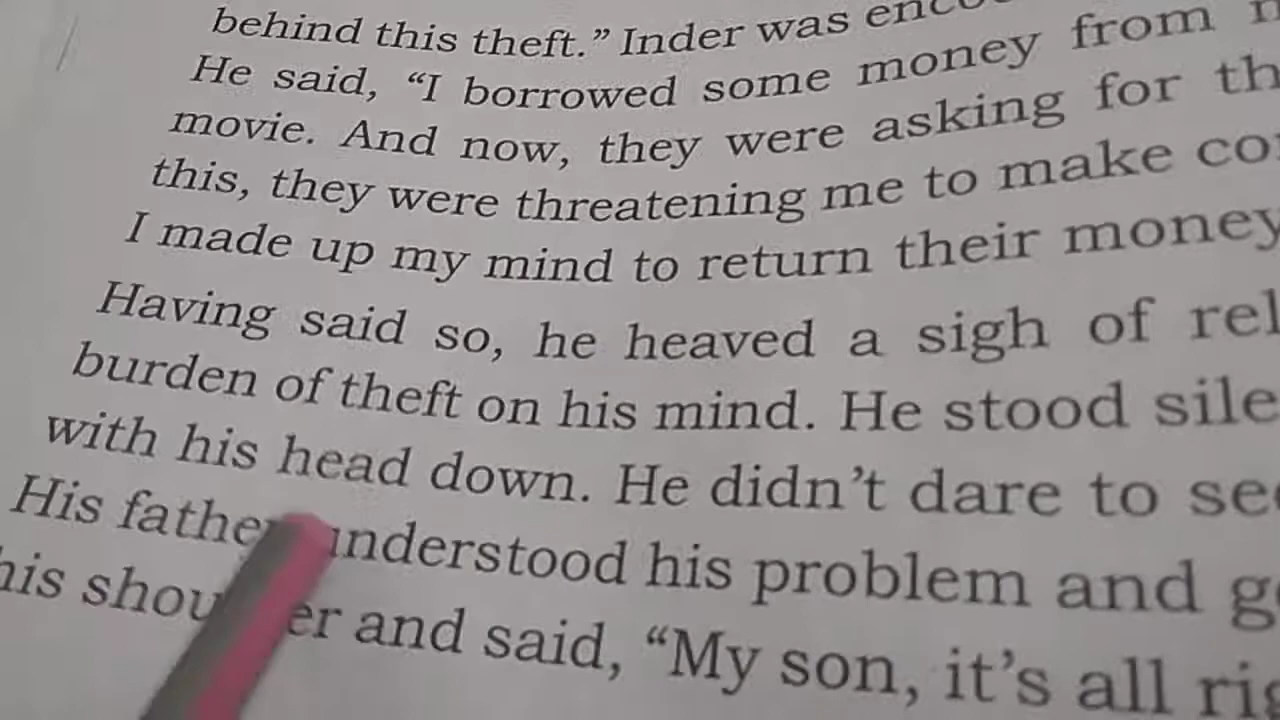 behind this theft.” Inder was
He said, “I borrowed some money from
movie. And now, they were asking for
this, they were threatening me to make
I made up my mind to return their money
Having said so, he heaved a sigh of
burden of theft on his mind. He stood
with his head down. He didn’t dare to
His father understood his problem and
his and said, “My son, it’s all